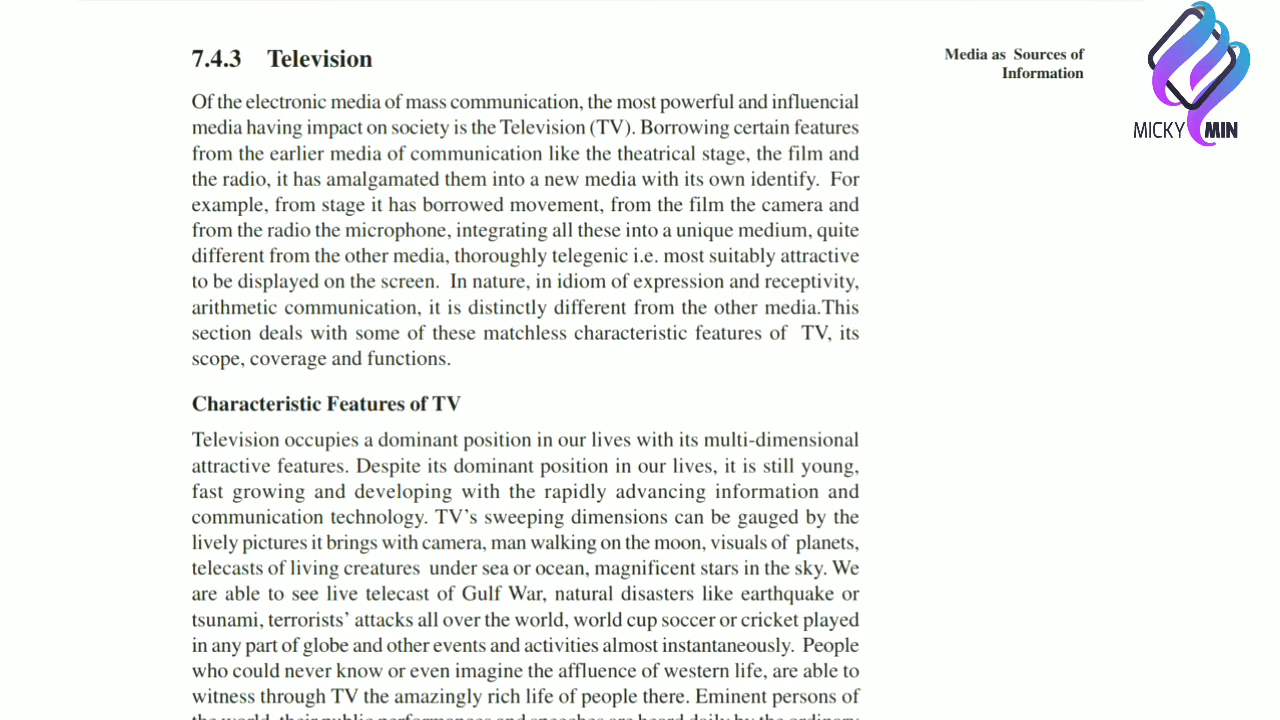 7.4.3 Television
Media as Sources of
Information
MICKY MIN
Of the electronic media of mass communication, the most powerful and influencial
media having impact on society is the Television (TV). Borrowing certain features
from the earlier media of communication like the theatrical stage, the film and
the radio, it has amalgamated them into a new media with its own identify. For
example, from stage it has borrowed movement, from the film the camera and
from the radio the microphone, integrating all these into a unique medium, quite
different from the other media, thoroughly telegenic i.e. most suitably attractive
to be displayed on the screen. In nature, in idiom of expression and receptivity,
arithmetic communication, it is distinctly different from the other media.This
section deals with some of these matchless characteristic features of TV, its
scope, coverage and functions.
Characteristic Features of TV
Television occupies a dominant position in our lives with its multi-dimensional
attractive features. Despite its dominant position in our lives, it is still young,
fast growing and developing with the rapidly advancing information and
communication technology. TV's sweeping dimensions can be gauged by the
lively pictures it brings with camera, man walking on the moon, visuals of planets,
telecasts of living creatures under sea or ocean, magnificent stars in the sky. We
are able to see live telecast of Gulf War, natural disasters like earthquake or
tsunami, terrorists' attacks all over the world, world cup soccer or cricket played
in any part of globe and other events and activities almost instantaneously. People
who could never know or even imagine the affluence of western life, are able to
witness through TV the amazingly rich life of people there. Eminent persons of
the world, their public performances and speeches are heard daily by the ordinary